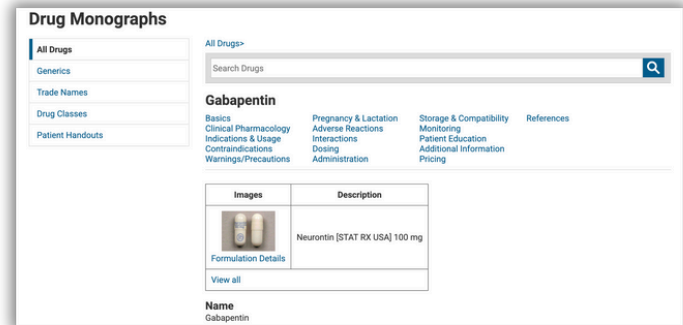 Drug Monographs
All Drugs
Generics
Trade Names
Drug Classes
Patient Handouts
All Drugs>
Search Drugs
Gabapentin
Basics
Clinical Pharmacology
Indications & Usage
Contraindications
Warnings/Precautions
Pregnancy & Lactation
Adverse Reactions
Interactions
Dosing
Administration
Storage & Compatibility
Monitoring
Patient Education
Additional Information
Pricing
References
Images Description
Neurontin [STAT RX USA] 100 mg
Formulation Details
View all
Name
Gabapentin